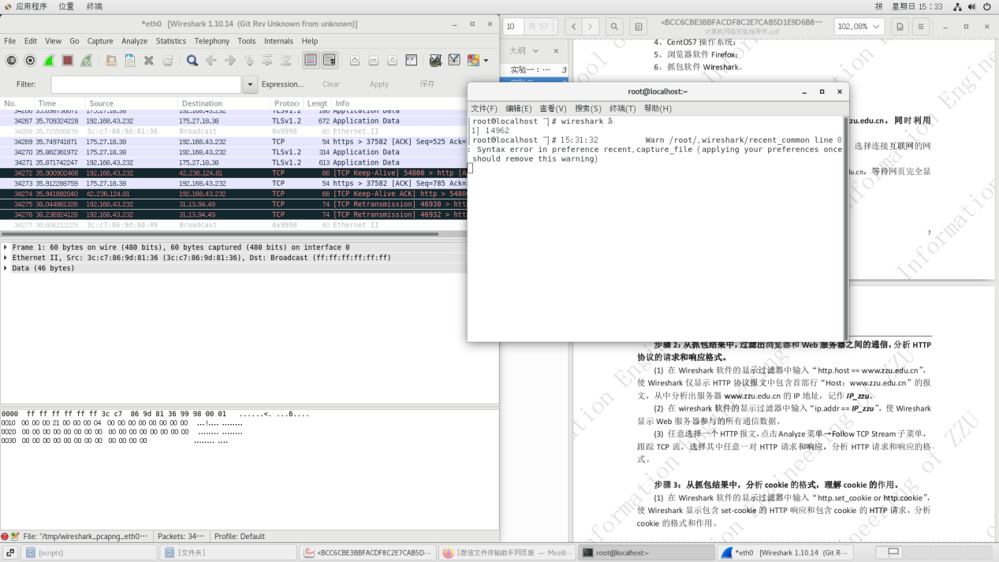 应用程序 位置 终端
拼 星期日 15：33
*eth0 [Wireshark 1.10.14 (Git Rev Unknown from unknown)]
File Edit View Go Capture Analyze Statistics Telephony Tools Internals Help
Filter: Expression... Clear Apply 保存
No. Time Source Destination Protoc Lengt Info
34267 35.709324228 192.168.43.232 175.27.18.38 TLSv1.2 672 Application Data
34268 35.715598876 3c:c7:86:9d:81:36 Broadcast 0x9998 60 Ethernet II
34269 35.749741871 175.27.18.38 192.168.43.232 TCP 54 https > 37582 [ACK] Seq=525 Ack=
34270 35.862361972 192.168.43.232 175.27.18.38 TLSv1.2 314 Application Data
34271 35.871742247 175.27.18.38 192.168.43.232 TLSv1.2 613 Application Data
34272 35.900902468 192.168.43.232 42.236.124.81 TCP 66 [TCP Keep-Alive] 54800 > http [A
34273 35.912288759 175.27.18.38 192.168.43.232 TCP 54 https > 37582 [ACK] Seq=785 Ack=
34274 35.941882040 42.236.124.81 192.168.43.232 TCP 66 [TCP Keep-Alive ACK] http > 5480
34275 38.044861326 192.168.43.232 31.13.94.49 TCP 74 [TCP Retransmission] 46930 > htt
34276 38.236924128 192.168.43.232 31.13.94.49 TCP 74 [TCP Retransmission] 46932 > htt
34277 38.608213229 3c:c7:86:9d:80:49 Broadcast 0x9998 60 Ethernet II
Frame 1: 60 bytes on wire (480 bits), 60 bytes captured (480 bits) on interface 0
Ethernet II, Src: 3c:c7:86:9d:81:36 (3c:c7:86:9d:81:36), Dst: Broadcast (ff:ff:ff:ff:ff:ff)
Data (46 bytes)
0000 ff ff ff ff ff ff 3c c7 86 9d 81 36 99 98 00 01 ......<. ...6....
0010 00 00 00 21 00 00 00 04 00 00 00 00 00 00 00 00 ...!.... ........
0020 00 00 00 00 00 00 00 00 00 00 00 00 00 00 00 00 ........ ........
0030 00 00 00 00 00 00 00 00 00 00 00 00 ........ ....
File: "/tmp/wireshark_pcapng_eth0··· Packets: 34··· Profile: Default
10 共 57
<BCC6CBE3BBFACDF8C2E7CAB5D1E9D6B8···
计算机网络实验指导书.pdf
102.08%
大纲
实验一：··· 3
4、CentOS7 操作系统；
5、浏览器软件 Firefox；
6、抓包软件 Wireshark。
root@localhost:~
文件(F) 编辑(E) 查看(V) 搜索(S) 终端(T) 帮助(H)
[root@localhost ~]# wireshark &
[1] 14962
[root@localhost ~]# 15:31:32 Warn /root/.wireshark/recent_common line 8
: Syntax error in preference recent.capture_file (applying your preferences once
should remove this warning)
zu.edu.cn，同时利用
选择连接互联网的网
du.cn，等待网页完全显
7
步骤 2：从抓包结果中，过滤出浏览器和 Web 服务器之间的通信，分析 HTTP
协议的请求和响应格式。
(1) 在 Wireshark 软件的显示过滤器中输入“http.host == www.zzu.edu.cn”，
使 Wireshark 仅显示 HTTP 协议报文中包含首部行“Host: www.zzu.edu.cn”的报
文，从中分析出服务器 www.zzu.edu.cn 的 IP 地址，记作 IP_zzu。
(2) 在 wireshark 软件的显示过滤器中输入“ip.addr == IP_zzu”，使 Wireshark
显示 Web 服务器参与的所有通信数据。
(3) 任意选择一个 HTTP 报文，点击 Analyze 菜单→Follow TCP Stream 子菜单，
跟踪 TCP 流，选择其中任意一对 HTTP 请求和响应，分析 HTTP 请求和响应的格
式。
步骤 3：从抓包结果中，分析 cookie 的格式，理解 cookie 的作用。
(1) 在 Wireshark 软件的显示过滤器中输入“http.set_cookie or http.cookie”，
使 Wireshark 显示包含 set-cookie 的 HTTP 响应和包含 cookie 的 HTTP 请求，分析
cookie 的格式和作用。
Information Engineering of ZZU
[scripts] [文件夹] <BCC6CBE3BBFACDF8C2E7CAB5D··· [微信文件传输助手网页版 — Mozil··· root@localhost:~ *eth0 [Wireshark 1.10.14 (Git R···